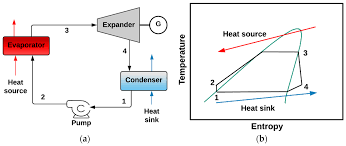 3
Expander
G
Evaporator
4
Condenser
Heat
source
2
1
Pump
Heat
sink
(a)
Temperature
Heat source
3
2
4
1
Heat sink
Entropy
(b)